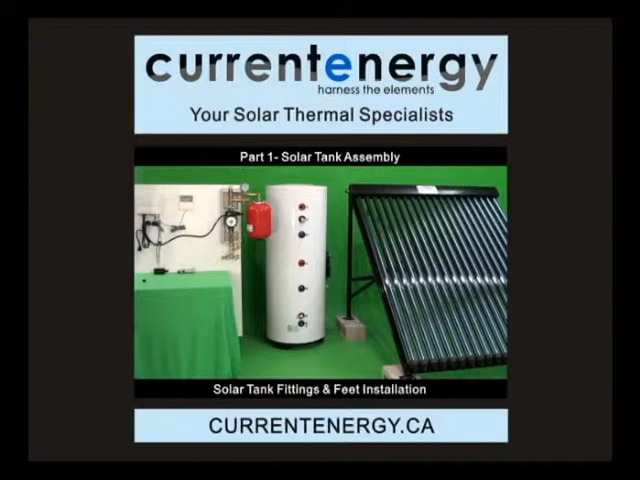 currentenergy
harness the elements
Your Solar Thermal Specialists
Part 1- Solar Tank Assembly
Solar Tank Fittings & Feet Installation
CURRENTENERGY.CA